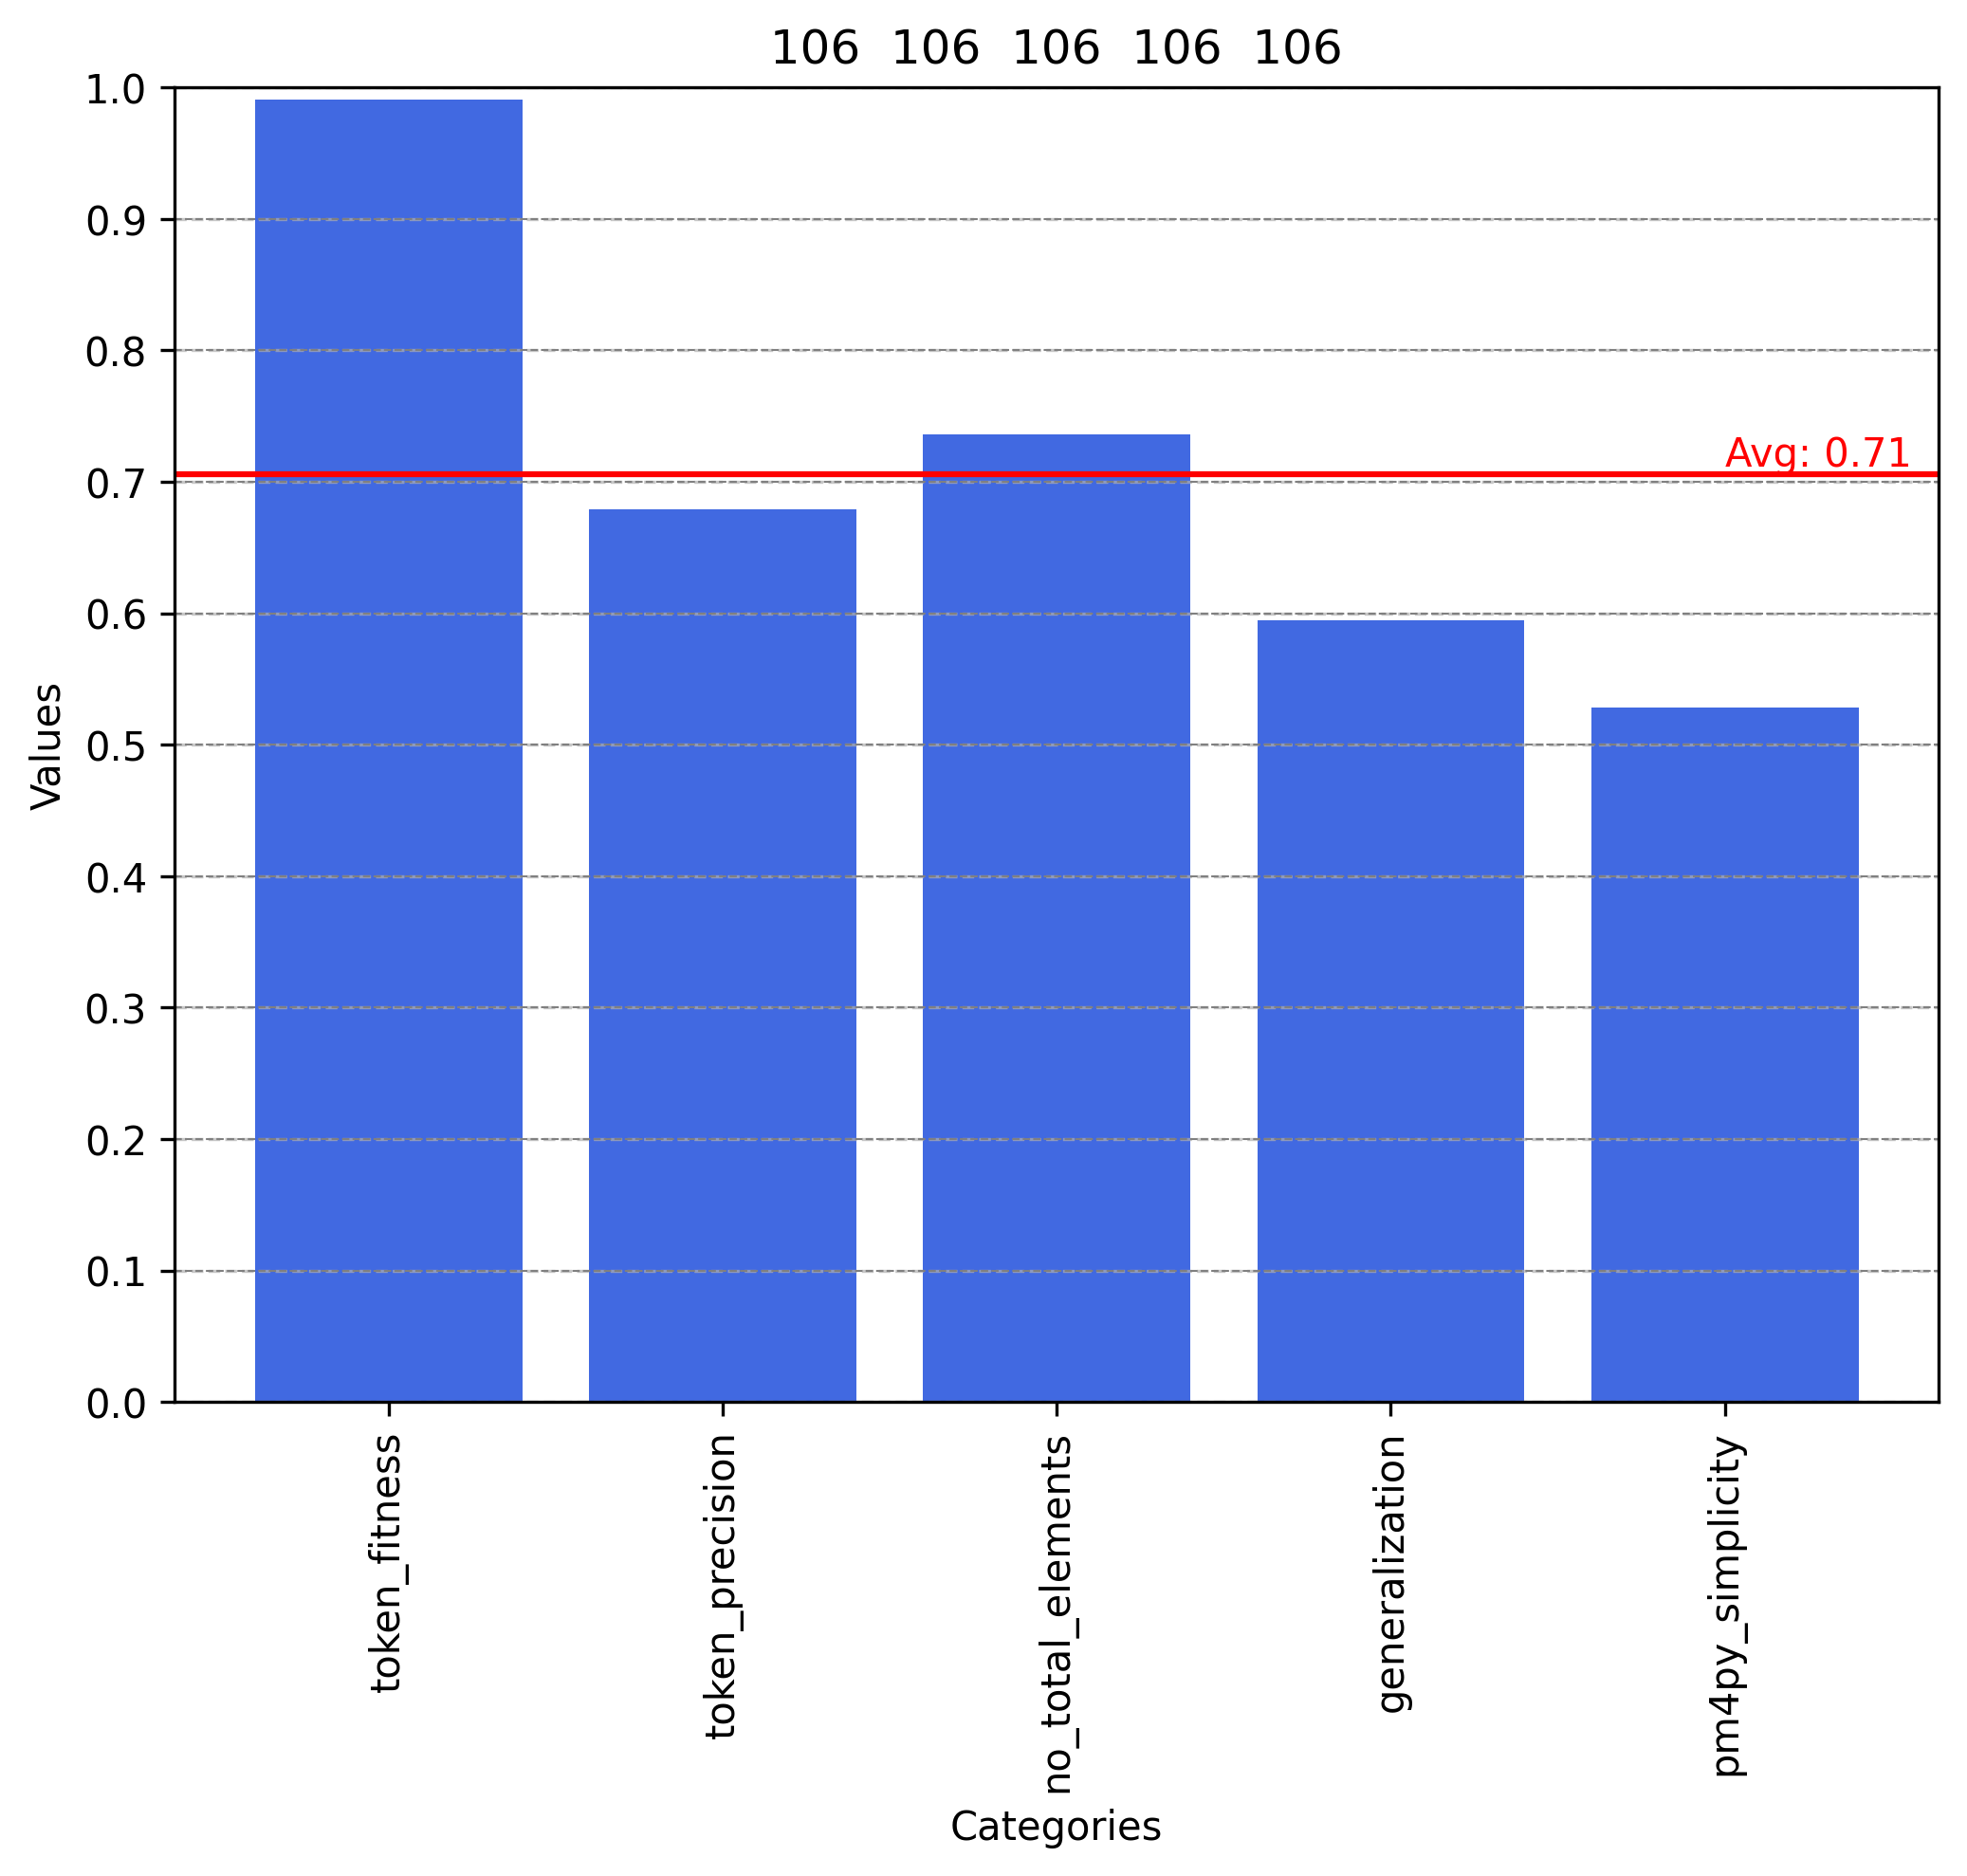 106  106  106  106  106
1.0
0.9
0.8
0.7
0.6
0.5
0.4
0.3
0.2
0.1
0.0
Values
Avg: 0.71
token_fitness
token_precision
no_total_elements
generalization
pm4py_simplicity
Categories